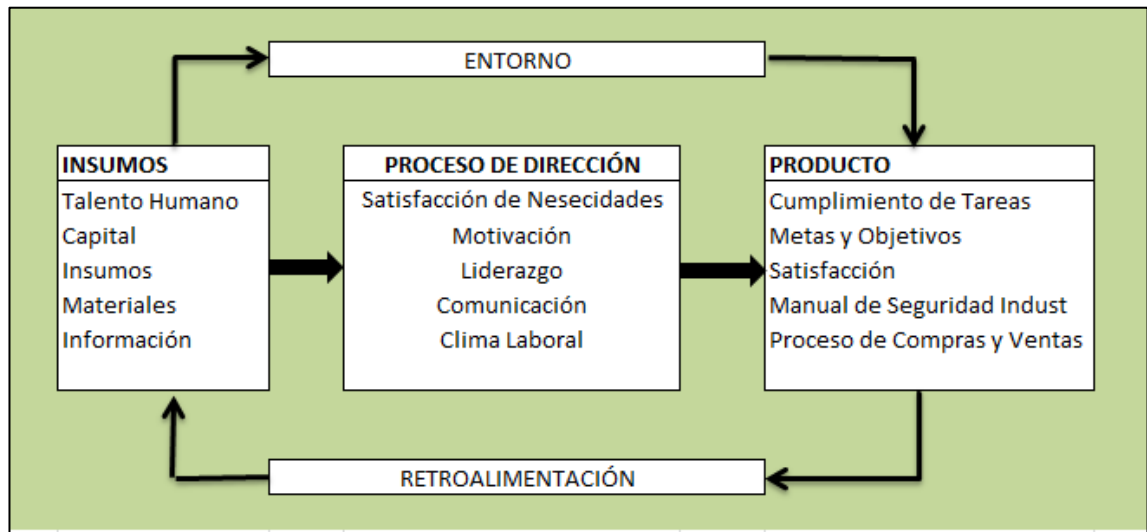 ENTORNO
INSUMOS
Talento Humano
Capital
Insumos
Materiales
Información
PROCESO DE DIRECCIÓN
Satisfacción de Nesecidades
Motivación
Liderazgo
Comunicación
Clima Laboral
PRODUCTO
Cumplimiento de Tareas
Metas y Objetivos
Satisfacción
Manual de Seguridad Indust
Proceso de Compras y Ventas
RETROALIMENTACIÓN